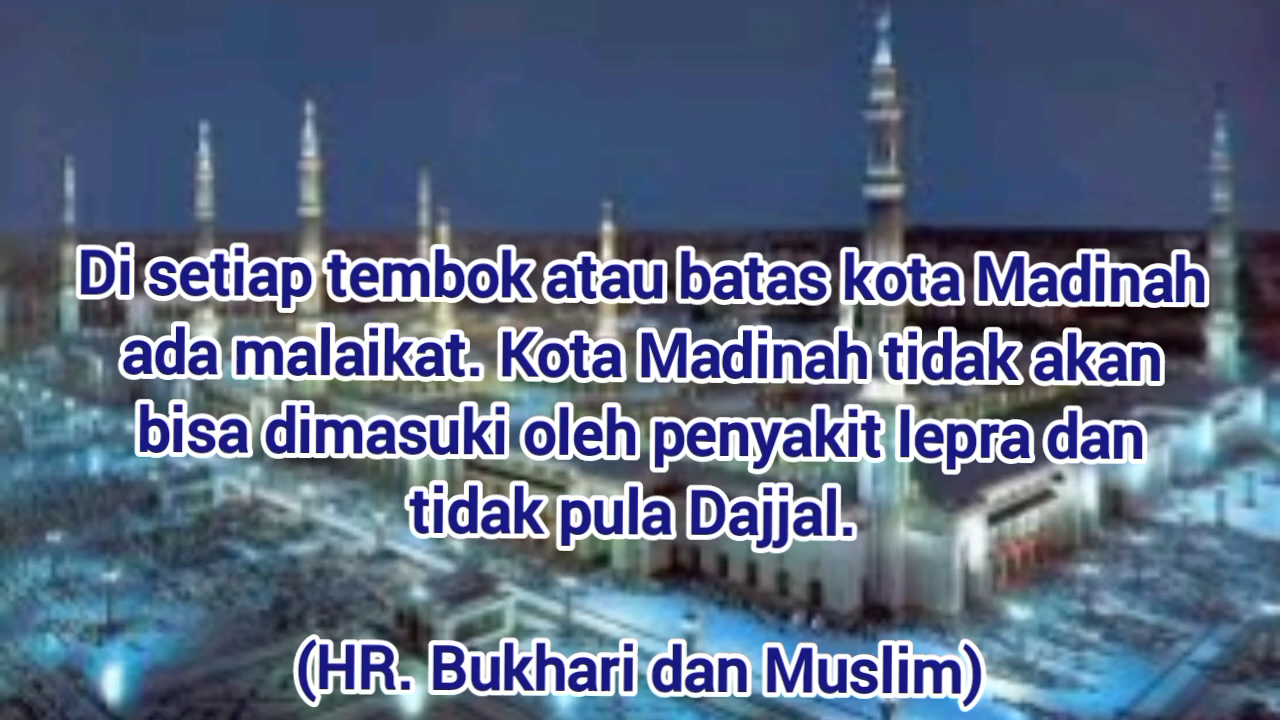 Di setiap tembok atau batas kota Madinah
ada malaikat. Kota Madinah tidak akan
bisa dimasuki oleh penyakit lepra dan
tidak pula Dajjal.
(HR. Bukhari dan Muslim)